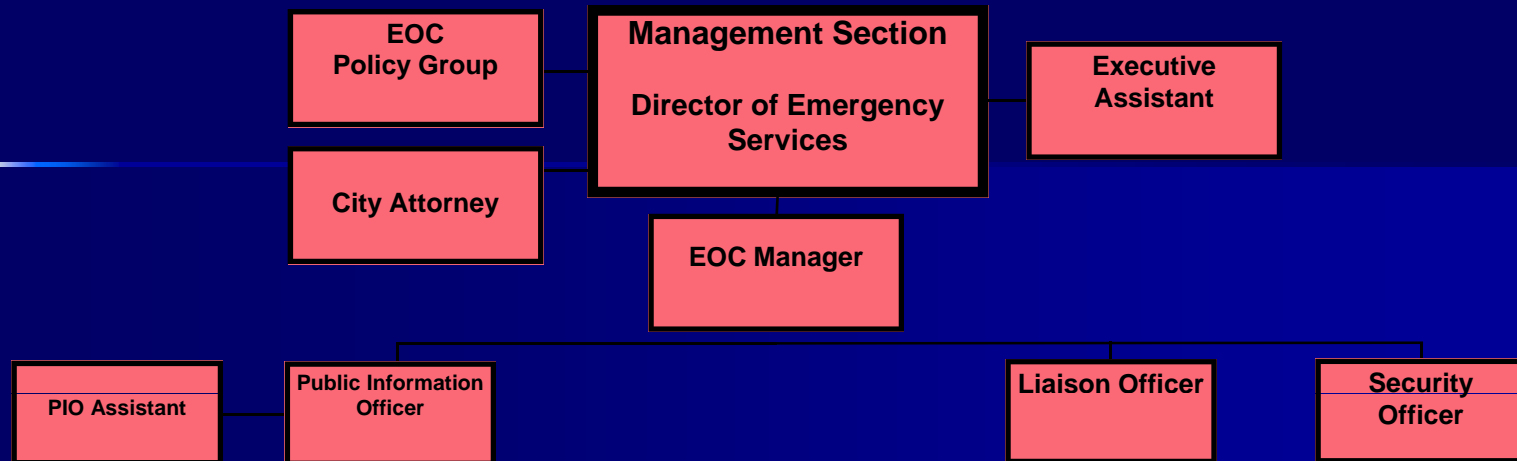 EOC
Policy Group
Management Section
Director of Emergency
Services
Executive
Assistant
City Attorney
EOC Manager
PIO Assistant
Public Information
Officer
Liaison Officer
Security
Officer